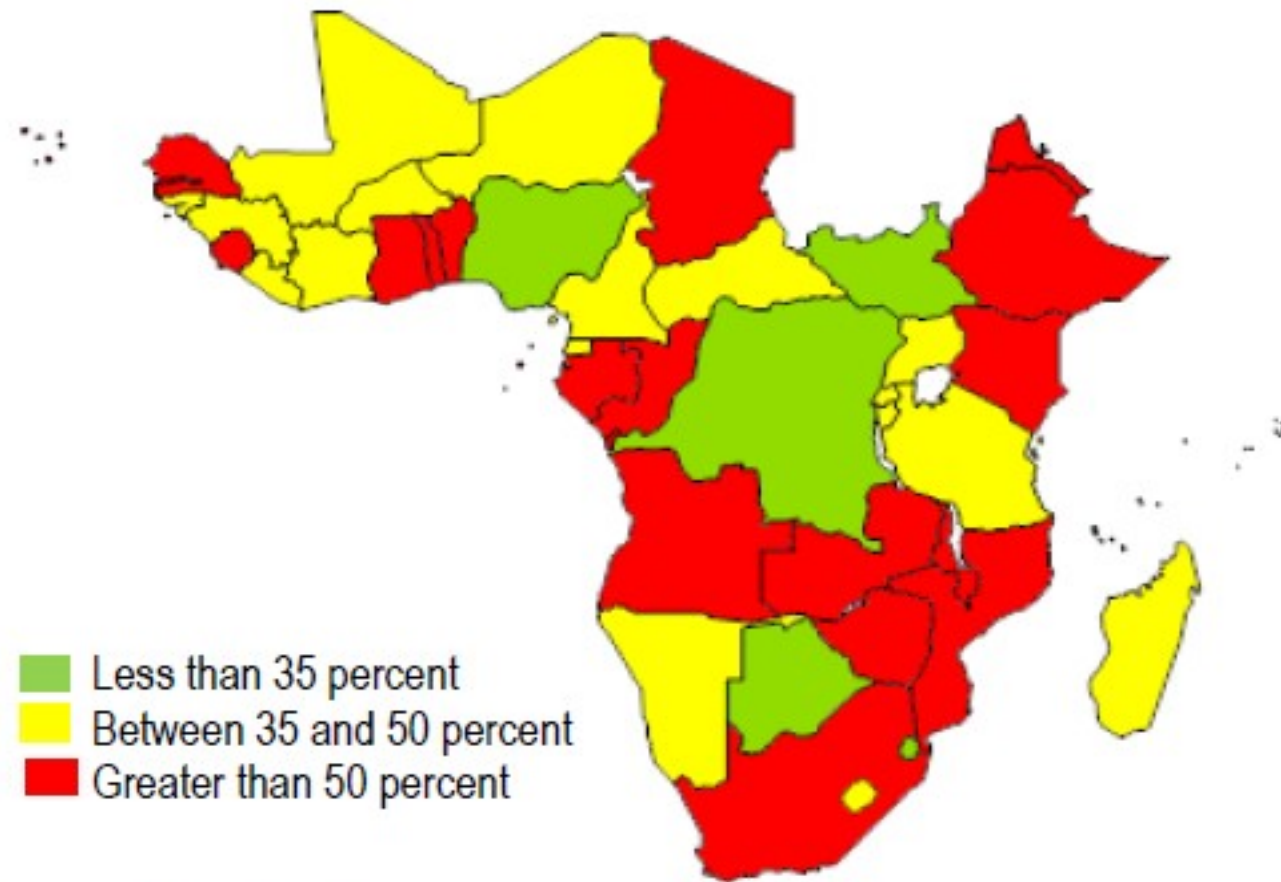 Less than 35 percent
Between 35 and 50 percent
Greater than 50 percent